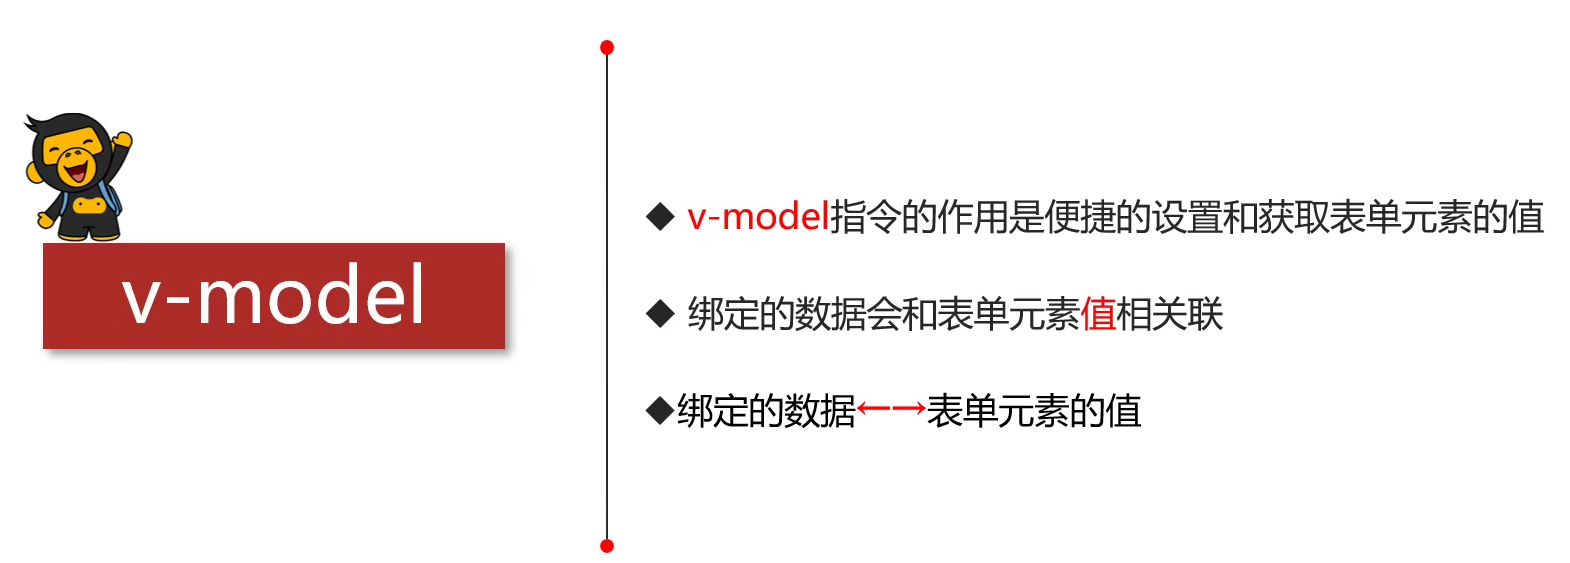 v-model
◆ v-model指令的作用是便捷的设置和获取表单元素的值
◆ 绑定的数据会和表单元素值相关联
◆绑定的数据←→表单元素的值